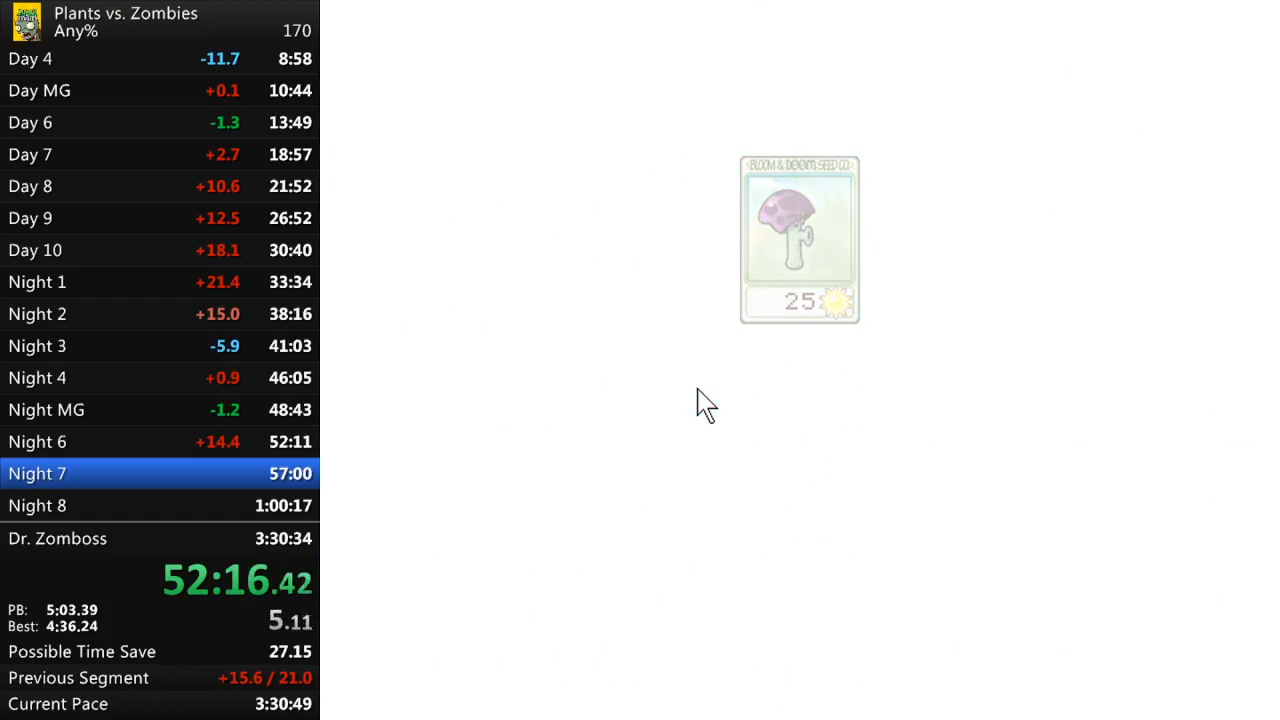 Plants vs. Zombies
Any% 170
Day 4 -11.7 8:58
Day MG +0.1 10:44
Day 6 -1.3 13:49
Day 7 +2.7 18:57
Day 8 +10.6 21:52
Day 9 +12.5 26:52
Day 10 +18.1 30:40
Night 1 +21.4 33:34
Night 2 +15.0 38:16
Night 3 -5.9 41:03
Night 4 +0.9 46:05
Night MG -1.2 48:43
Night 6 +14.4 52:11
Night 7 57:00
Night 8 1:00:17
Dr. Zomboss 3:30:34
52:16.42
PB: 5:03.39
Best: 4:36.24
5.11
Possible Time Save 27.15
Previous Segment +15.6 / 21.0
Current Pace 3:30:49
BLOOM & DOOM SEED CO
25